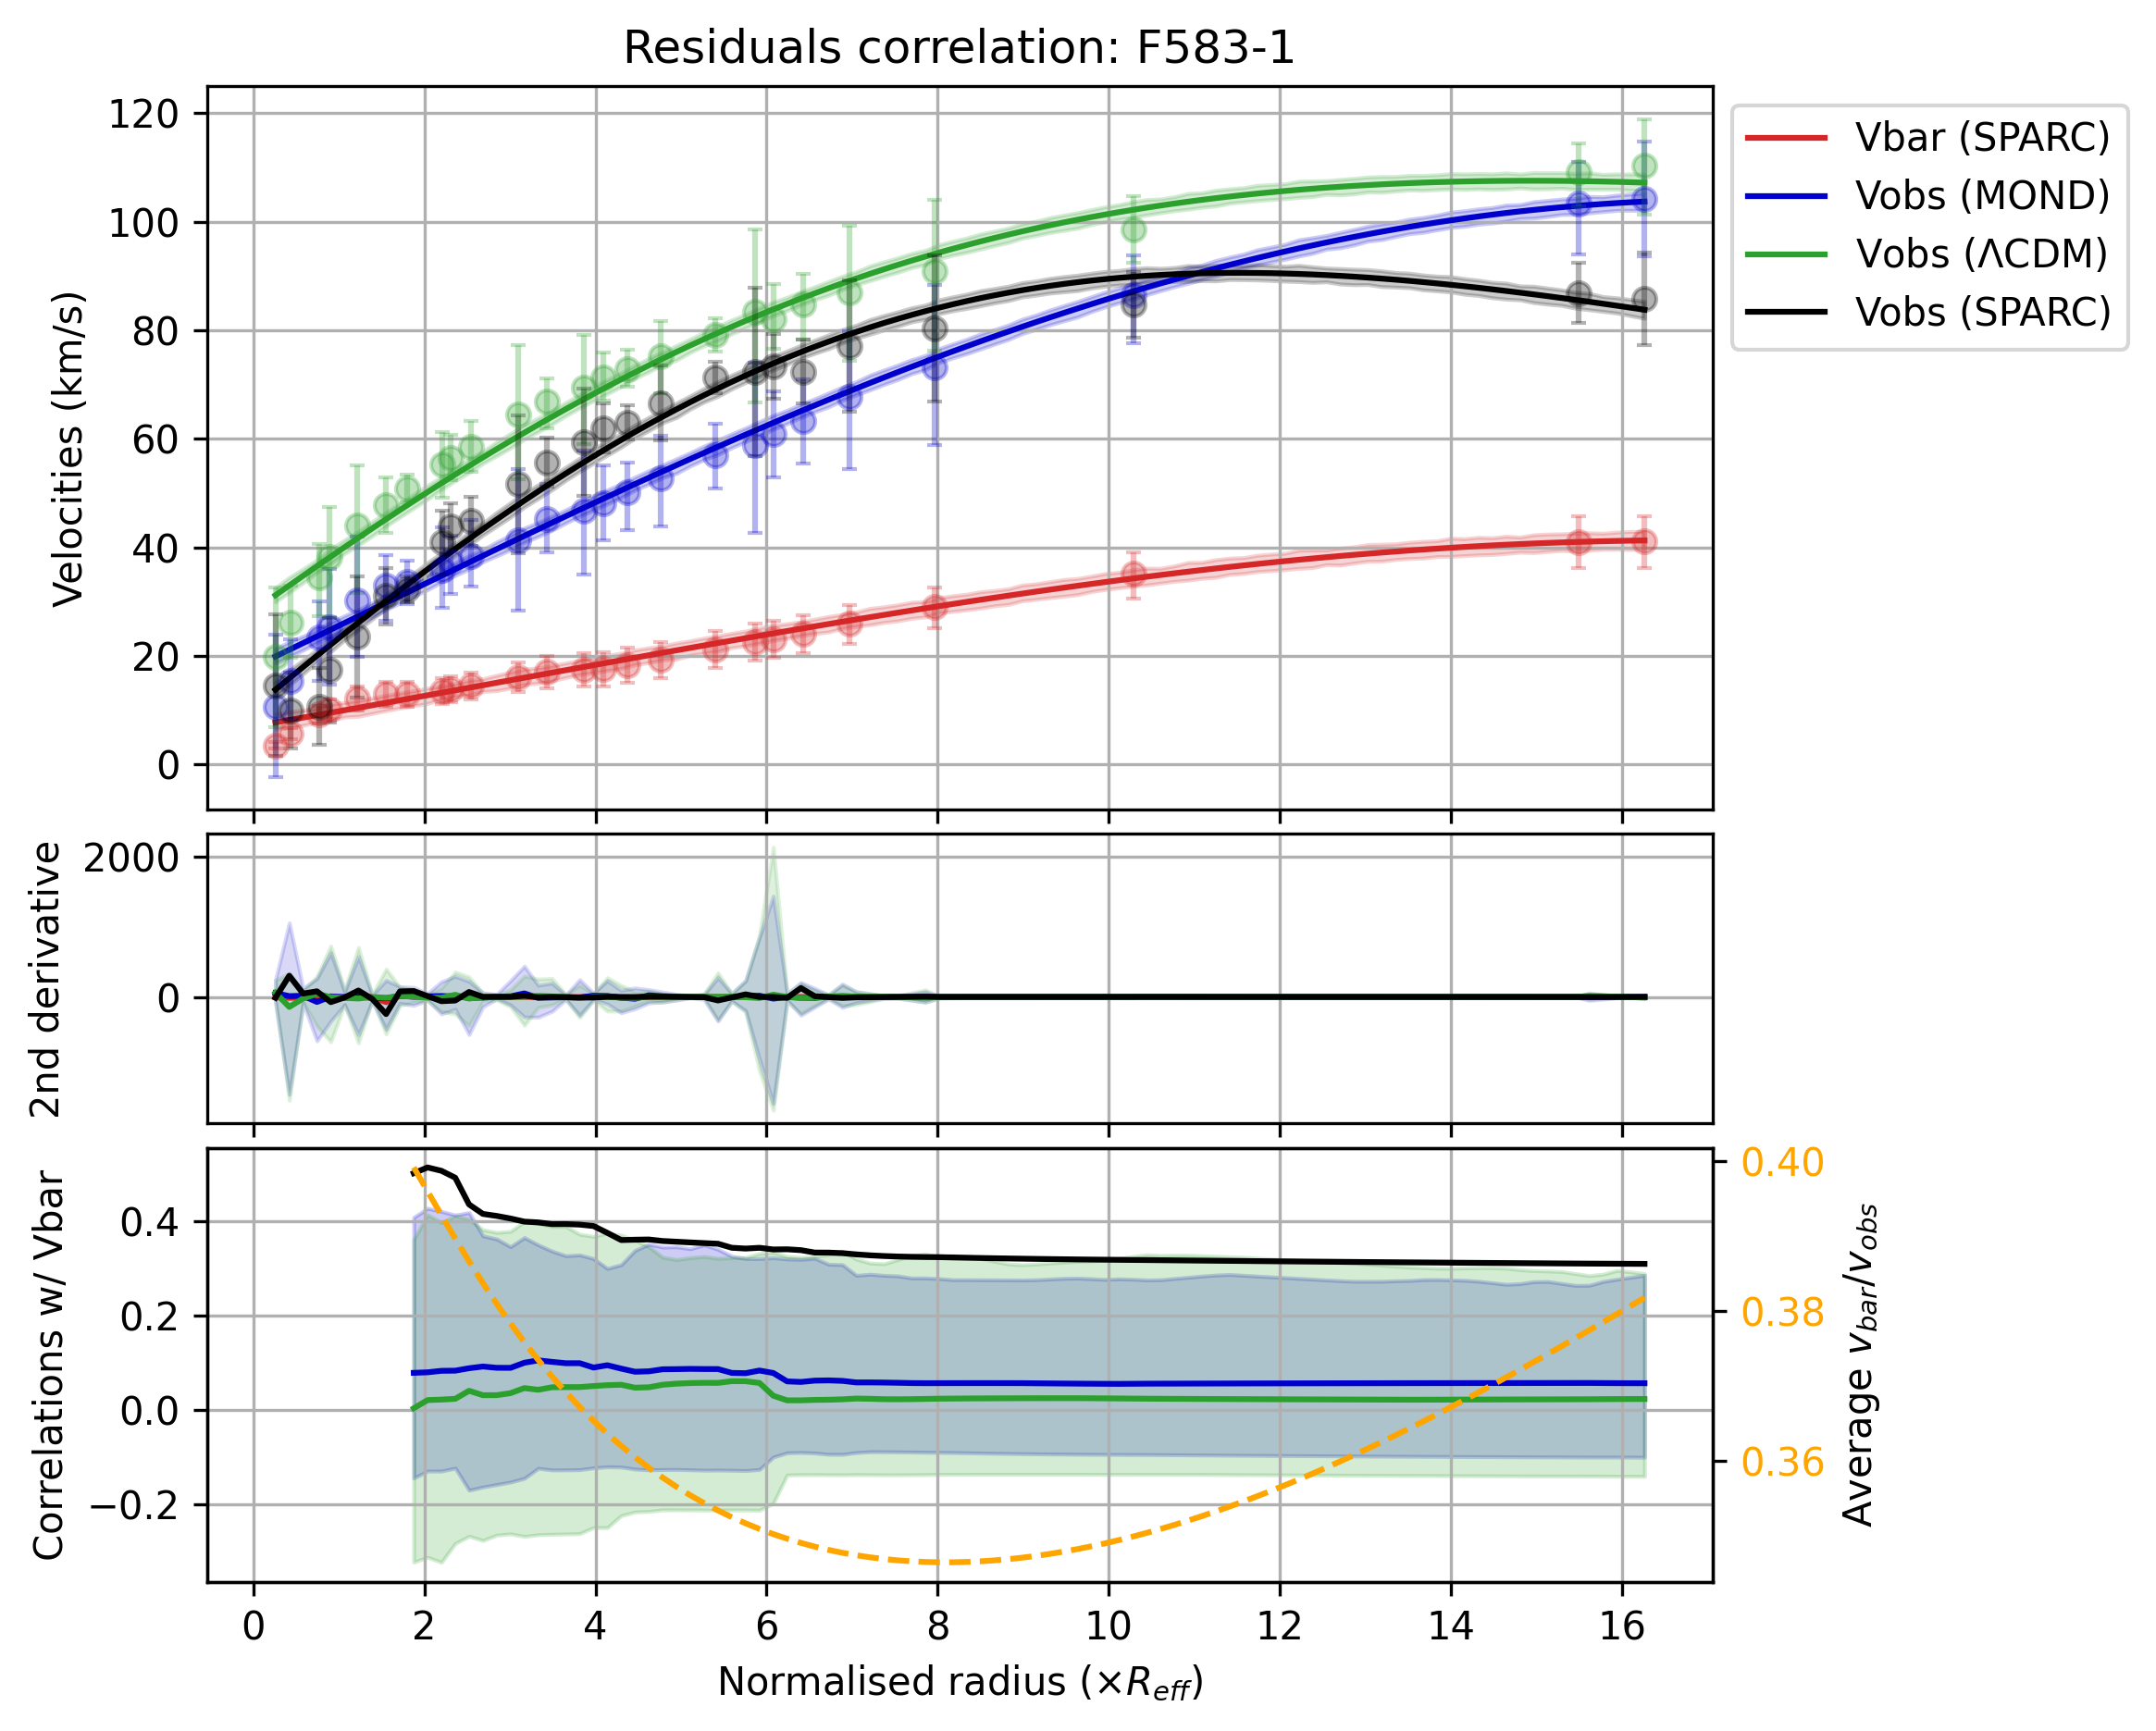 Residuals correlation: F583-1
Velocities (km/s)
120
100
80
60
40
20
0
Vbar (SPARC)
Vobs (MOND)
Vobs (ΛCDM)
Vobs (SPARC)
2nd derivative
2000
0
Correlations w/ Vbar
0.4
0.2
0.0
−0.2
0.40
0.38
0.36
Average v_bar/v_obs
0 2 4 6 8 10 12 14 16
Normalised radius (×R_eff)